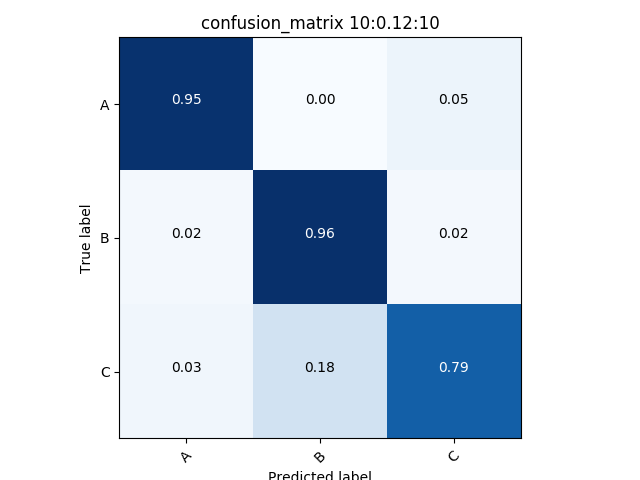 confusion_matrix 10:0.12:10
A 0.95 0.00 0.05
B 0.02 0.96 0.02
C 0.03 0.18 0.79
True label
A B C
Predicted label